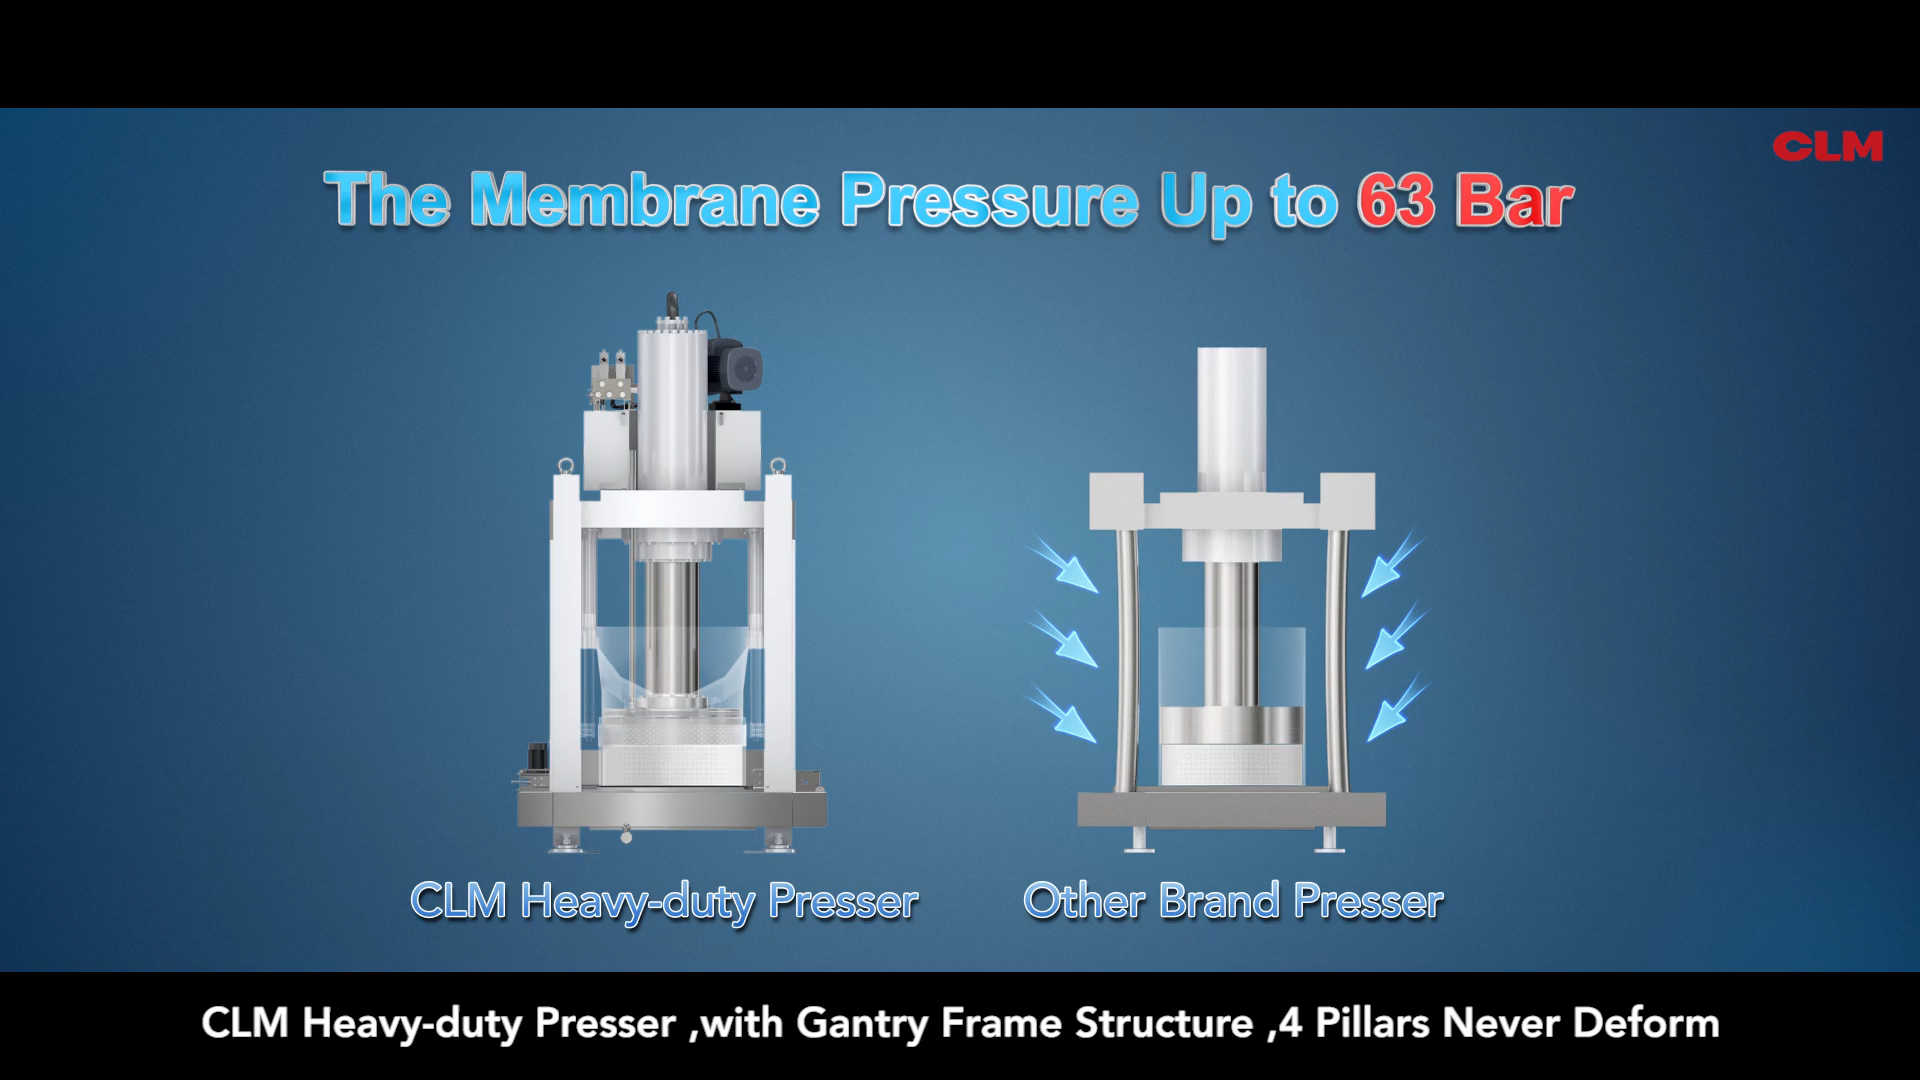 CLM
The Membrane Pressure Up to 63 Bar
CLM Heavy-duty Presser
Other Brand Presser
CLM Heavy-duty Presser ,with Gantry Frame Structure ,4 Pillars Never Deform